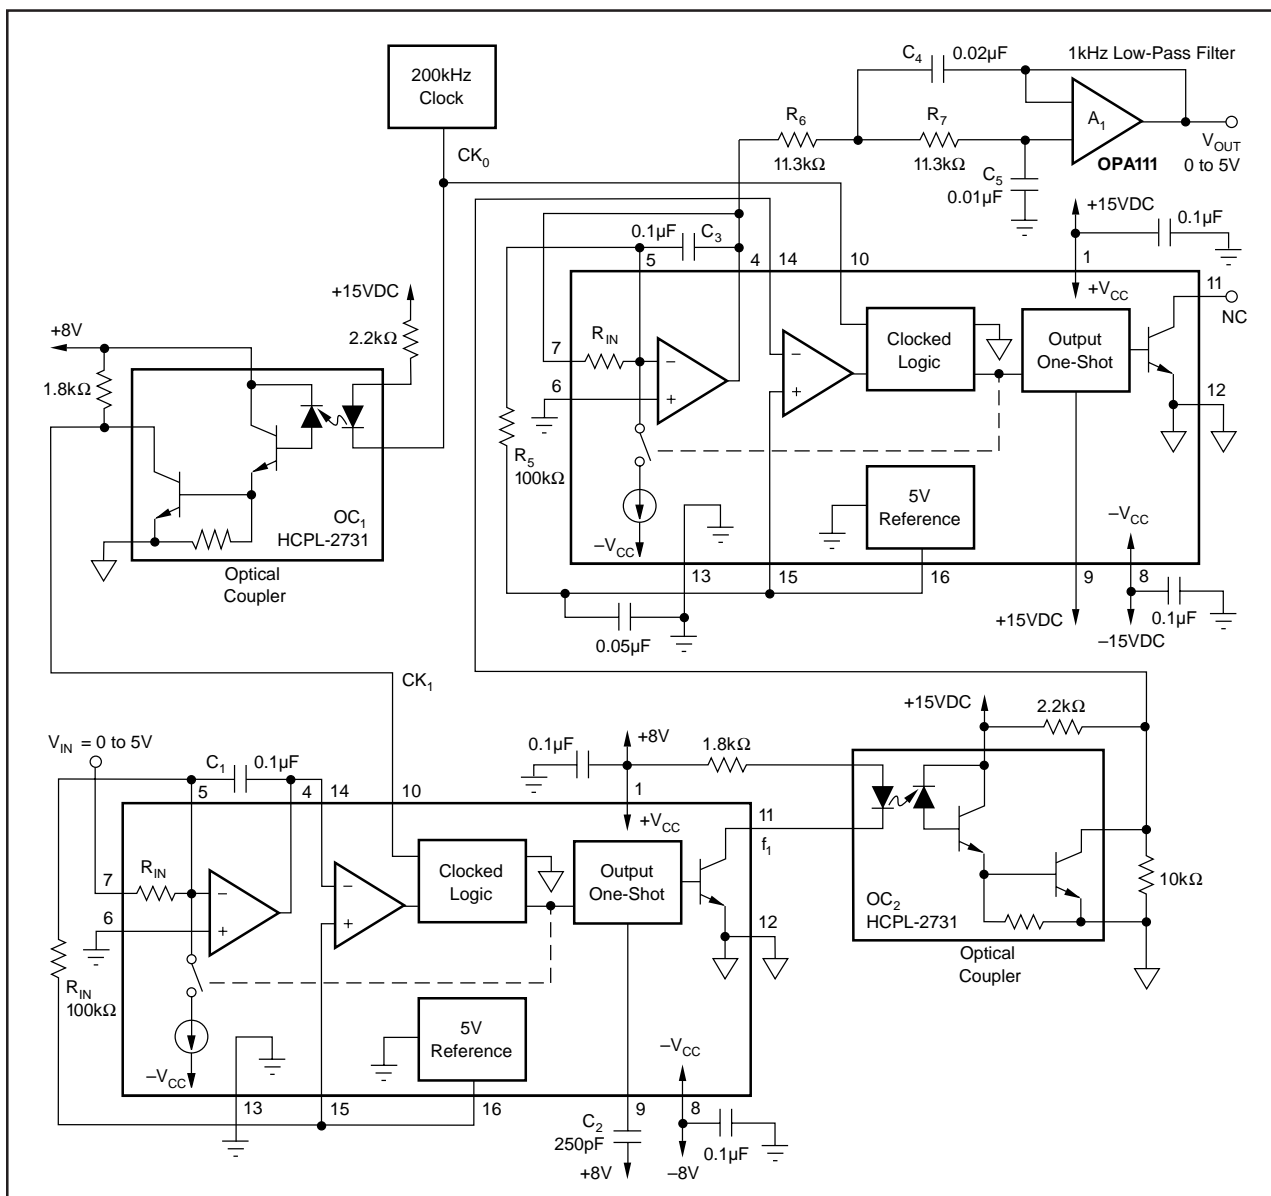 200kHz
Clock
CK0
C4
0.02µF
1kHz Low-Pass Filter
R6
11.3kΩ
R7
11.3kΩ
A1
OPA111
VOUT
0 to 5V
C5
0.01µF
+15VDC
0.1µF
0.1µF
C3
5
4
14
10
1
+VCC
11
NC
+15VDC
2.2kΩ
+8V
1.8kΩ
7
RIN
6
−
+
−
+
Clocked
Logic
Output
One-Shot
12
R5
100kΩ
5V
Reference
−VCC
−VCC
OC1
HCPL-2731
Optical
Coupler
13
15
16
9
8
0.05µF
+15VDC
−15VDC
0.1µF
CK1
VIN = 0 to 5V
C1
0.1µF
5
4
14
10
0.1µF
+8V
1
+VCC
1.8kΩ
+15VDC
2.2kΩ
11
f1
7
RIN
6
−
+
−
+
Clocked
Logic
Output
One-Shot
12
10kΩ
OC2
HCPL-2731
Optical
Coupler
RIN
100kΩ
5V
Reference
−VCC
−VCC
13
15
16
9
8
C2
250pF
+8V
−8V
0.1µF